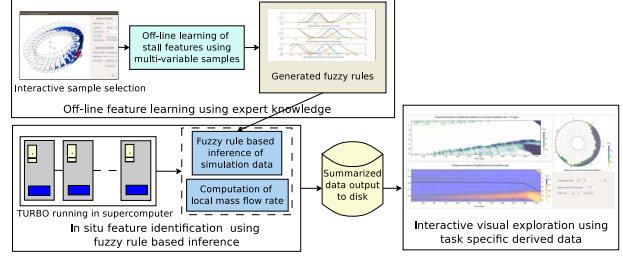 Off-line learning of
stall features using
multi-variable samples
Interactive sample selection
Generated fuzzy rules
Off-line feature learning using expert knowledge
Fuzzy rule based
inference of
simulation data
Computation of
local mass flow rate
TURBO running in supercomputer
In situ feature identification using
fuzzy rule based inference
Summarized
data output
to disk
Interactive visual exploration using
task specific derived data